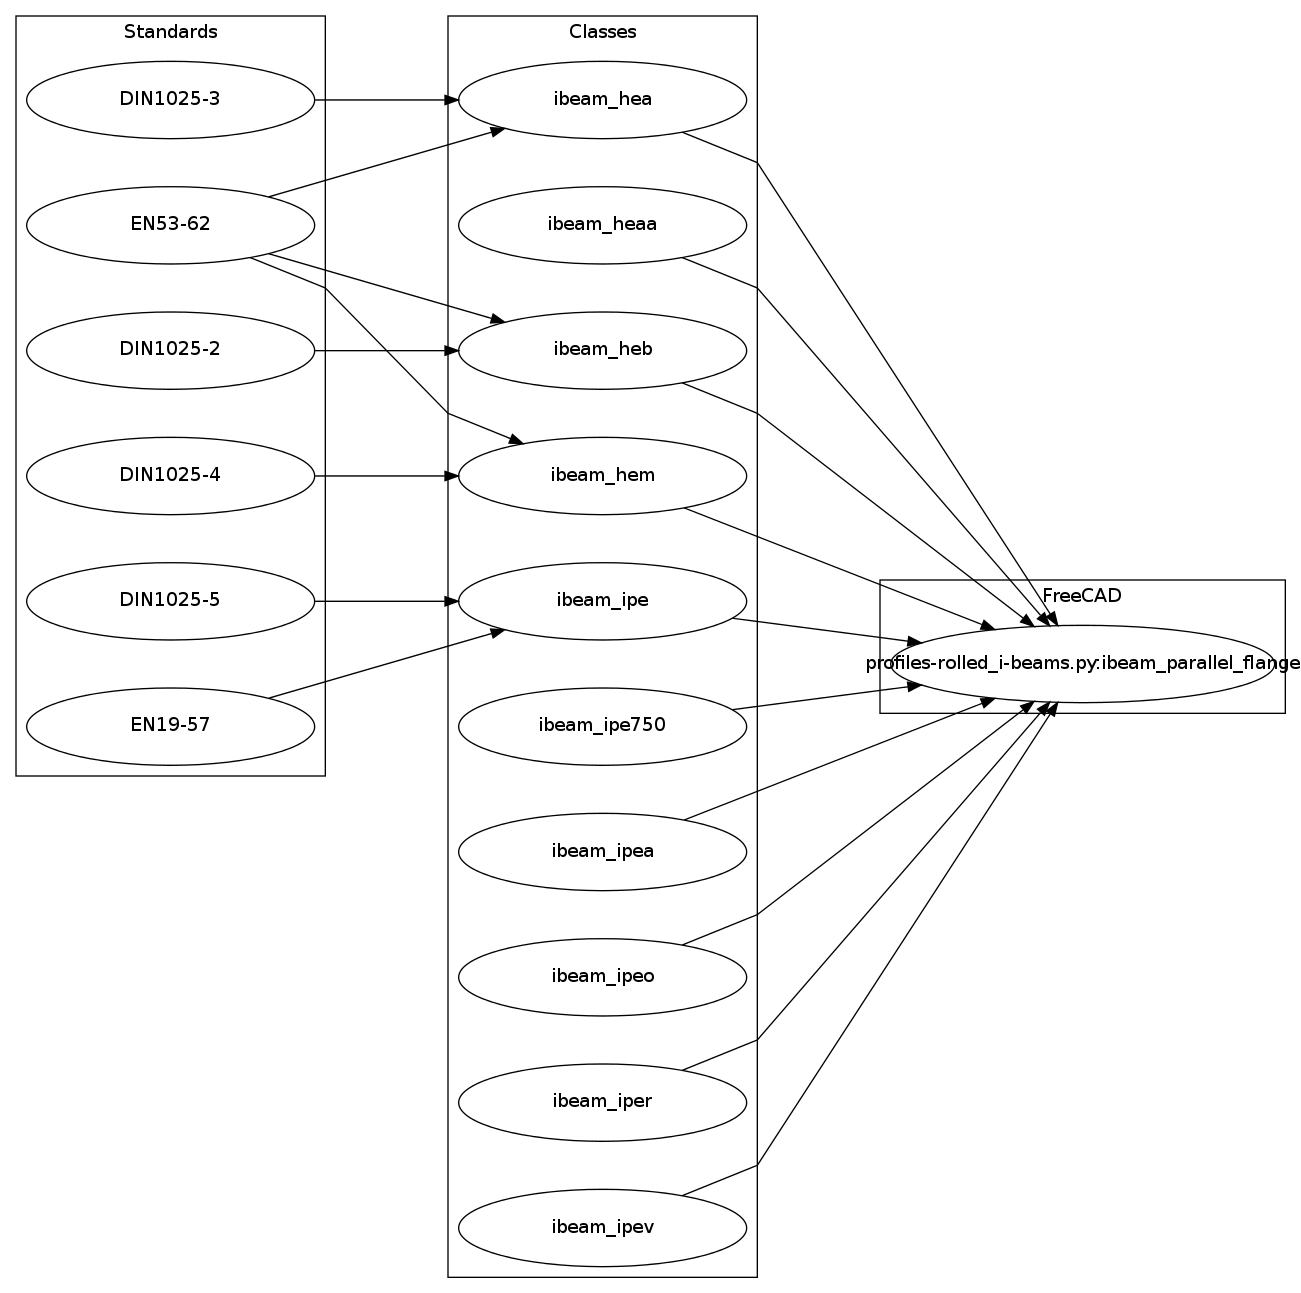 Standards
DIN1025-3
EN53-62
DIN1025-2
DIN1025-4
DIN1025-5
EN19-57
Classes
ibeam_hea
ibeam_heaa
ibeam_heb
ibeam_hem
ibeam_ipe
ibeam_ipe750
ibeam_ipea
ibeam_ipeo
ibeam_iper
ibeam_ipev
FreeCAD
profiles-rolled_i-beams.py:ibeam_parallel_flange